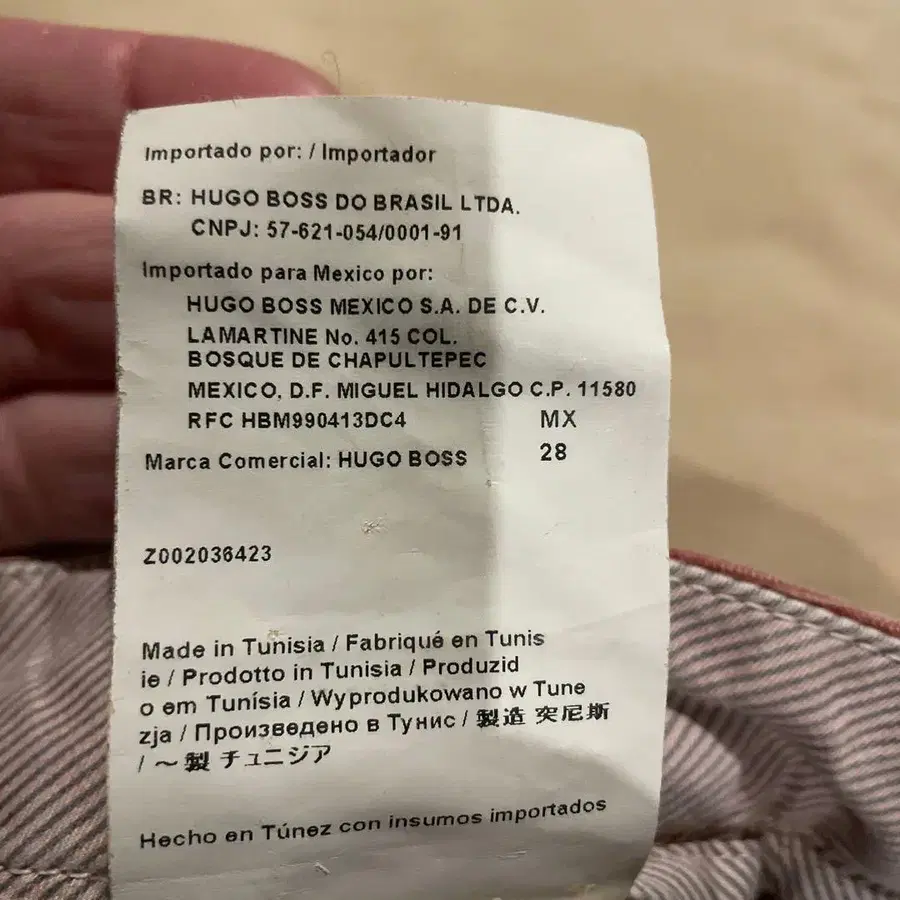 Importado por: / Importador
BR: HUGO BOSS DO BRASIL LTDA.
CNPJ: 57-621-054/0001-91
Importado para Mexico por:
HUGO BOSS MEXICO S.A. DE C.V.
LAMARTINE No. 415 COL.
BOSQUE DE CHAPULTEPEC
MEXICO, D.F. MIGUEL HIDALGO C.P. 11580
RFC HBM990413DC4 MX
Marca Comercial: HUGO BOSS 28
Z002036423
Made in Tunisia / Fabriqué en Tunis
ie / Prodotto in Tunisia / Produzid
o em Tunísia / Wyprodukowano w Tune
zja / Произведено в Тунис / 製造 突尼斯
/ ~製 チュニジア
Hecho en Túnez con insumos importados